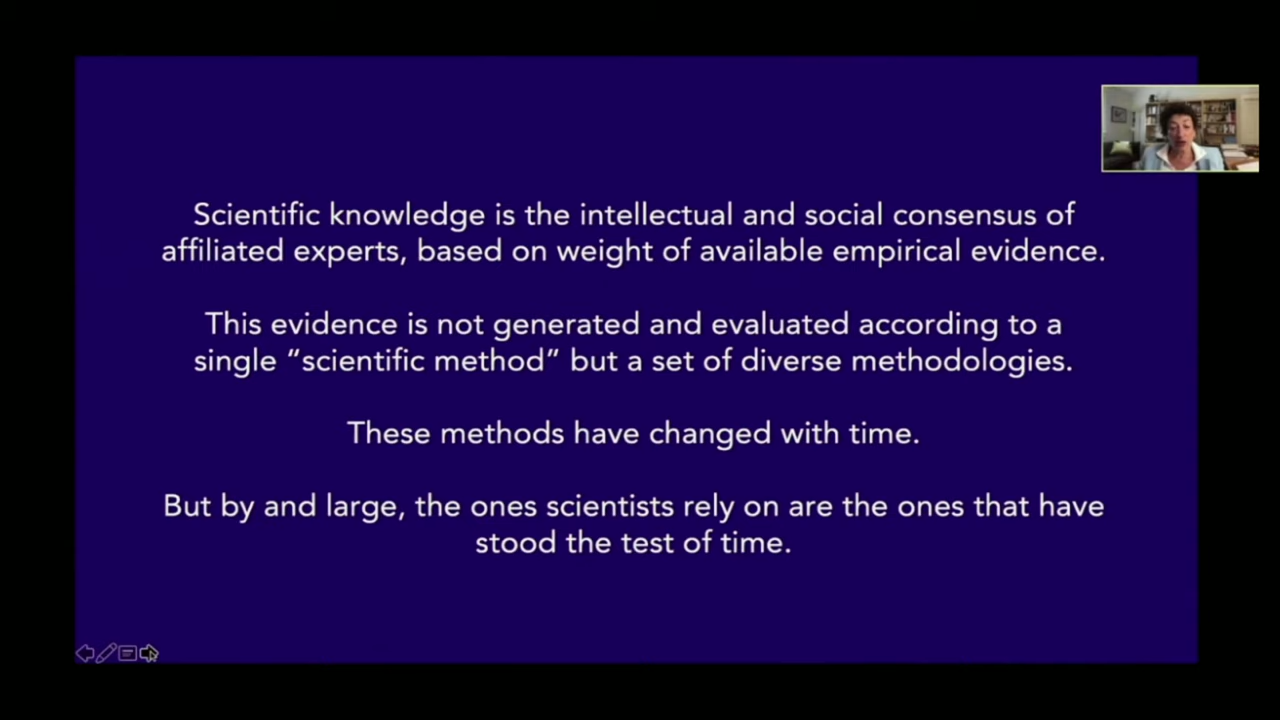 Scientific knowledge is the intellectual and social consensus of
affiliated experts, based on weight of available empirical evidence.
This evidence is not generated and evaluated according to a
single “scientific method” but a set of diverse methodologies.
These methods have changed with time.
But by and large, the ones scientists rely on are the ones that have
stood the test of time.